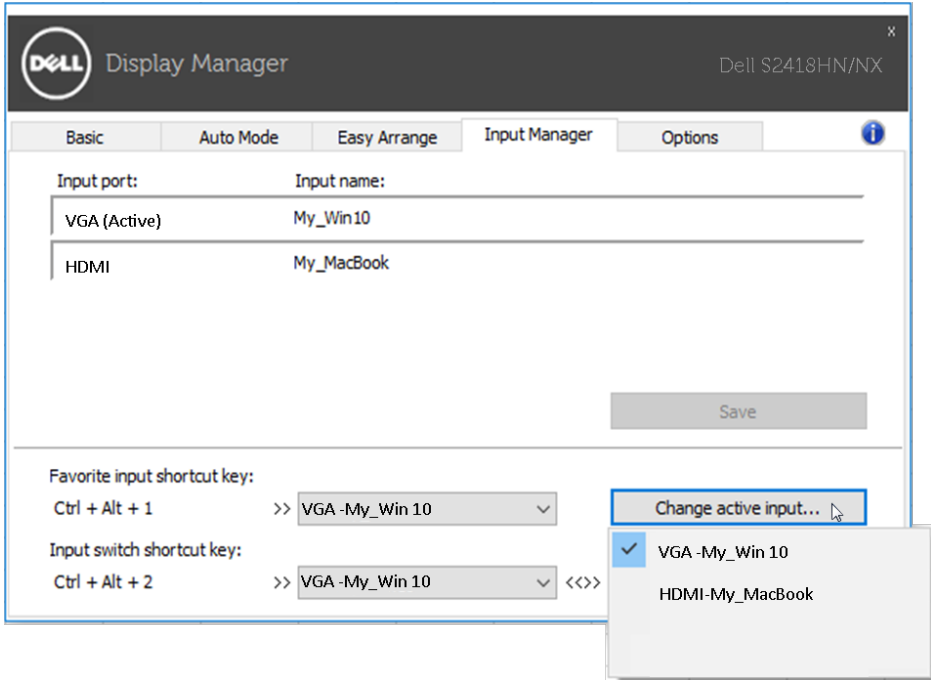 x
DELL Display Manager Dell S2418HN/NX
Basic Auto Mode Easy Arrange Input Manager Options i
Input port: Input name:
VGA (Active) My_Win10
HDMI My_MacBook
Save
Favorite input shortcut key:
Ctrl + Alt + 1 >> VGA -My_Win 10 Change active input...
Input switch shortcut key:
VGA -My_Win 10
Ctrl + Alt + 2 >> VGA -My_Win 10 <<>>
HDMI-My_MacBook